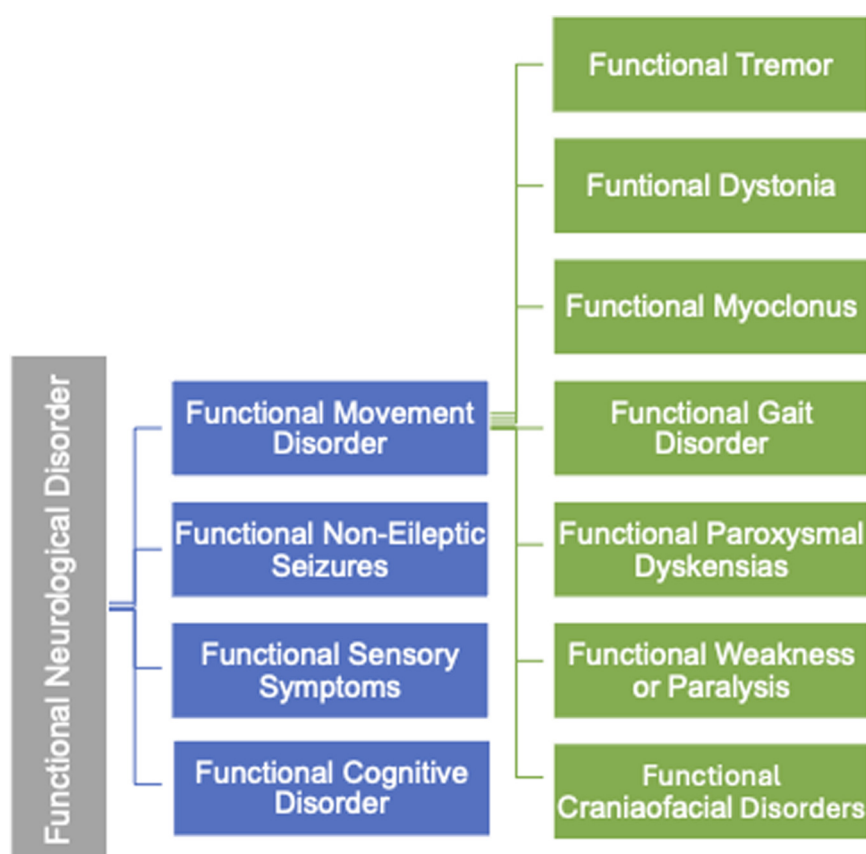 Functional Neurological Disorder
Functional Movement
Disorder
Functional Non-Eileptic
Seizures
Functional Sensory
Symptoms
Functional Cognitive
Disorder
Functional Tremor
Funtional Dystonia
Functional Myoclonus
Functional Gait
Disorder
Functional Paroxysmal
Dyskensias
Functional Weakness
or Paralysis
Functional
Craniaofacial Disorders